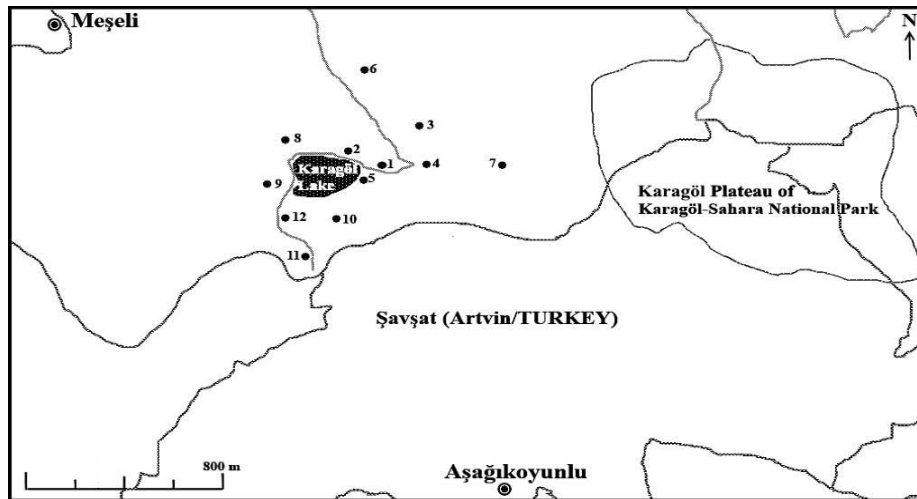 Meşeli
N
6
3
8
2
1
4
7
Karagöl
Lake
5
9
Karagöl Plateau of
Karagöl-Sahara National Park
12
10
11
Şavşat (Artvin/TURKEY)
800 m
Aşağıkoyunlu